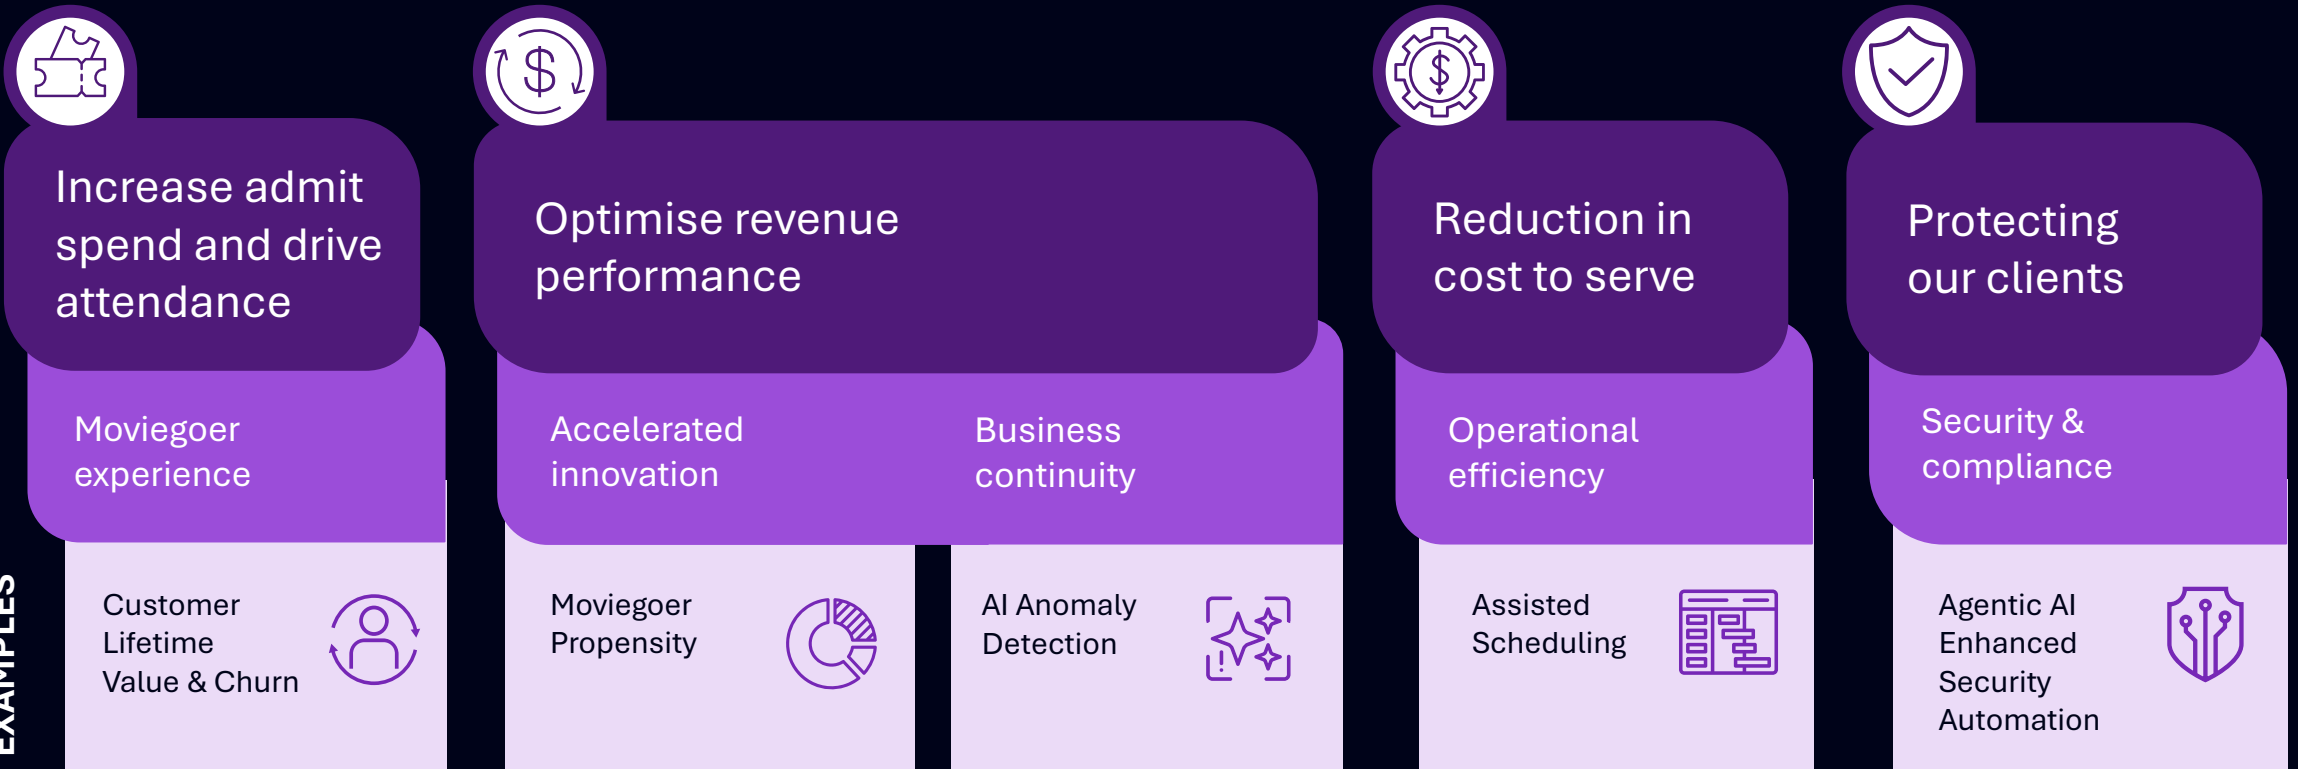 Increase admit
spend and drive
attendance
Optimise revenue
performance
Reduction in
cost to serve
Protecting
our clients
Moviegoer
experience
Accelerated
innovation
Business
continuity
Operational
efficiency
Security &
compliance
EXAMPLES
Customer
Lifetime
Value & Churn
Moviegoer
Propensity
AI Anomaly
Detection
Assisted
Scheduling
Agentic AI
Enhanced
Security
Automation